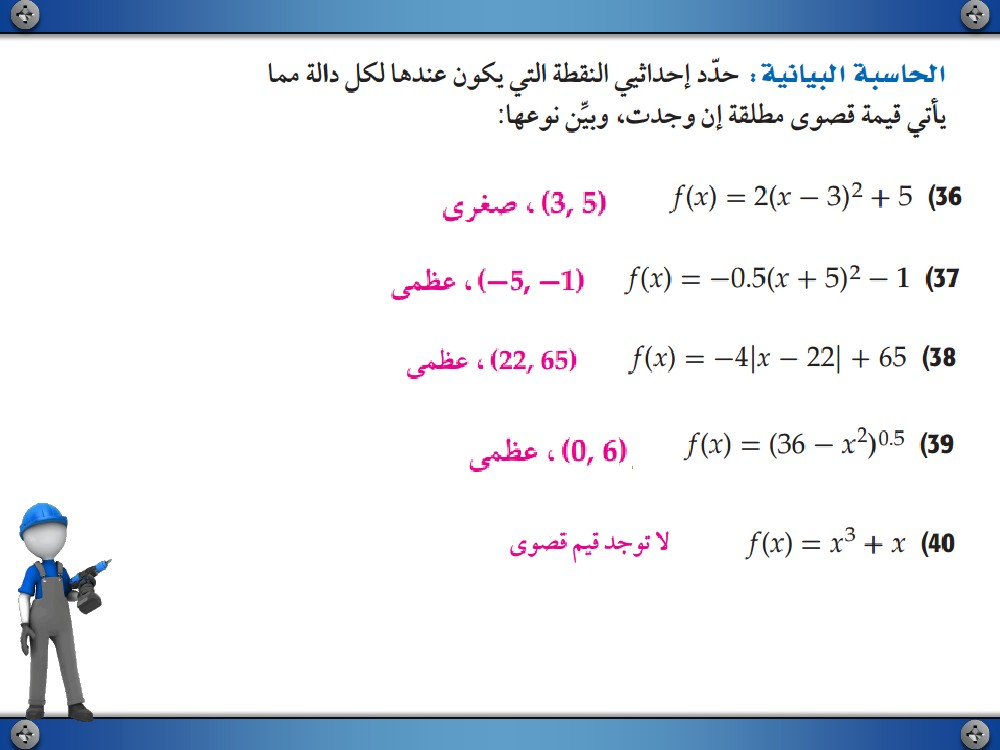 الحاسبة البيانية: حدّد إحداثيي النقطة التي يكون عندها لكل دالة مما
يأتي قيمة قصوى مطلقة إن وجدت، وبيِّن نوعها:
36) f(x) = 2(x − 3)² + 5 (3, 5) ، صغرى
37) f(x) = −0.5(x + 5)² − 1 (−5, −1) ، عظمى
38) f(x) = −4|x − 22| + 65 (22, 65) ، عظمى
39) f(x) = (36 − x²)^0.5 (0, 6) ، عظمى
40) f(x) = x³ + x لا توجد قيم قصوى